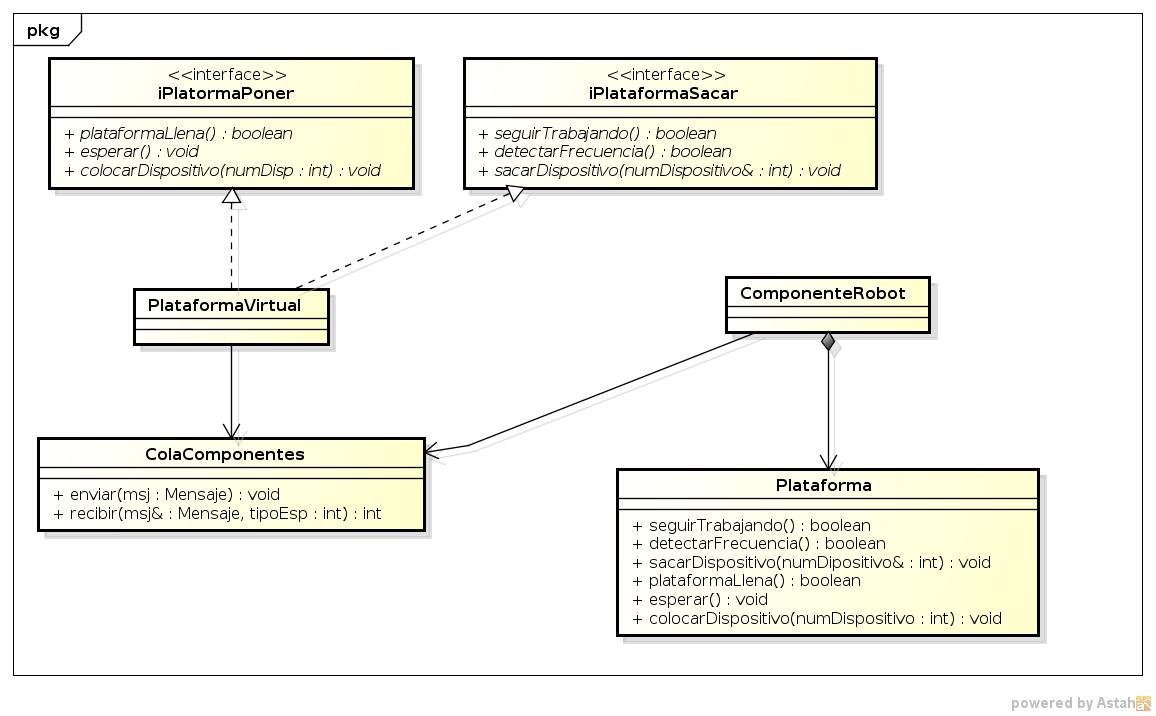 pkg
<<interface>>
iPlatormaPoner
+ plataformaLlena() : boolean
+ esperar() : void
+ colocarDispositivo(numDisp : int) : void
<<interface>>
iPlataformaSacar
+ seguirTrabajando() : boolean
+ detectarFrecuencia() : boolean
+ sacarDispositivo(numDispositivo& : int) : void
PlataformaVirtual
ComponenteRobot
ColaComponentes
+ enviar(msj : Mensaje) : void
+ recibir(msj& : Mensaje, tipoEsp : int) : int
Plataforma
+ seguirTrabajando() : boolean
+ detectarFrecuencia() : boolean
+ sacarDispositivo(numDipositivo& : int) : void
+ plataformaLlena() : boolean
+ esperar() : void
+ colocarDispositivo(numDispositivo : int) : void
powered by Astah